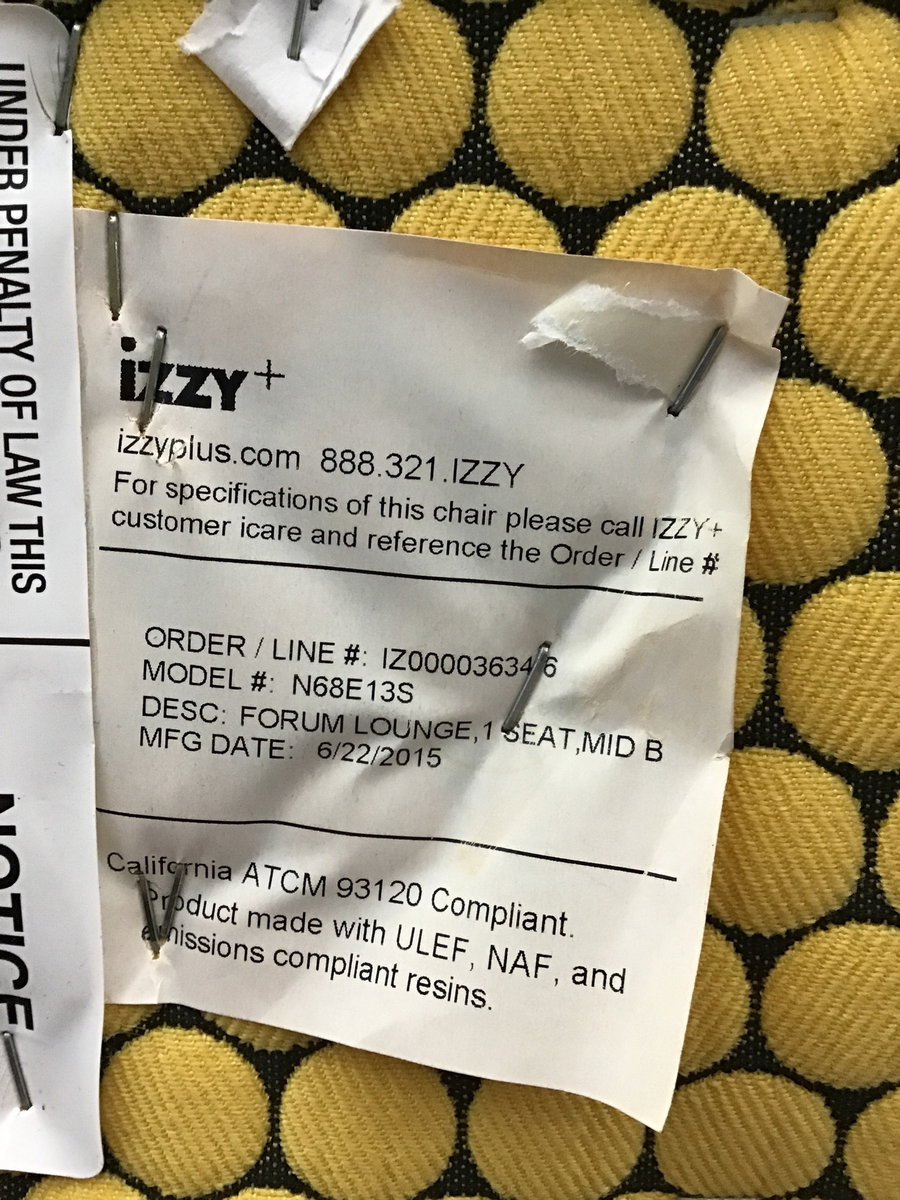 UNDER PENALTY OF LAW THIS
NOTICE
izzy+
izzyplus.com 888.321.IZZY
For specifications of this chair please call IZZY+
customer icare and reference the Order / Line #
ORDER / LINE #: IZ00003634/6
MODEL #: N68E13S
DESC: FORUM LOUNGE,1 SEAT,MID B
MFG DATE: 6/22/2015
California ATCM 93120 Compliant.
Product made with ULEF, NAF, and
emissions compliant resins.